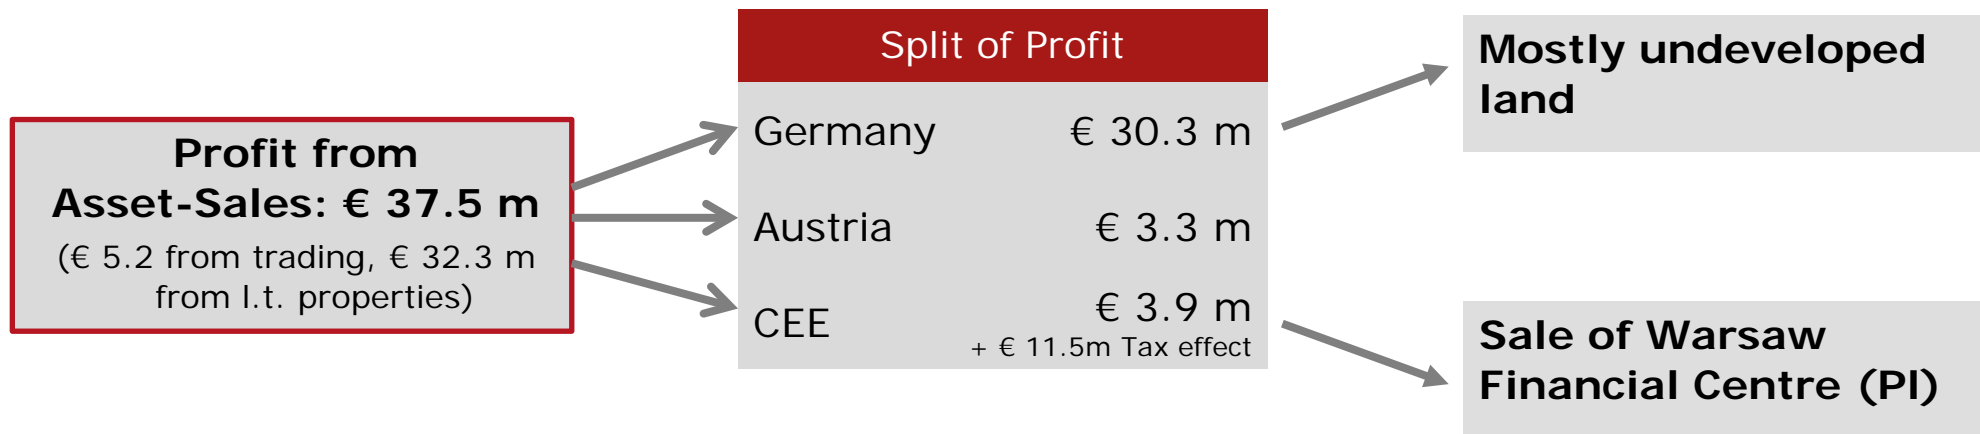 Profit from
Asset-Sales: € 37.5 m
(€ 5.2 from trading, € 32.3 m
from l.t. properties)
Split of Profit
Germany € 30.3 m
Austria € 3.3 m
CEE € 3.9 m
+ € 11.5m Tax effect
Mostly undeveloped
land
Sale of Warsaw
Financial Centre (Pl)